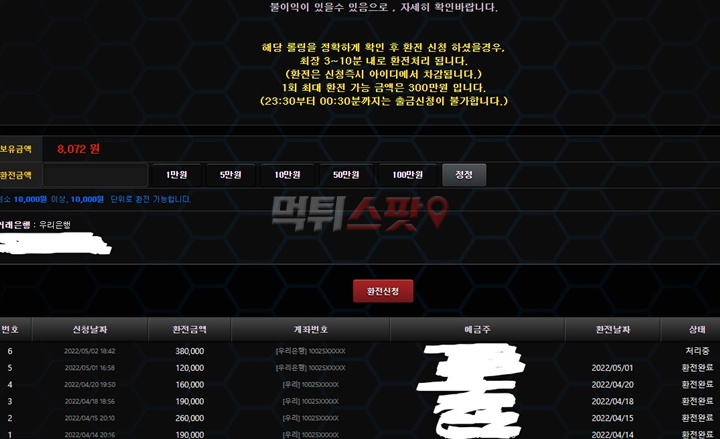 불이익이 있을수 있음으로 , 자세히 확인바랍니다.
해당 롤링을 정확하게 확인 후 환전 신청 하셨을경우,
최장 3~10분 내로 환전처리 됩니다.
(환전은 신청즉시 아이디에서 차감됩니다.)
1회 최대 환전 가능 금액은 300만원 입니다.
(23:30부터 00:30분까지는 출금신청이 불가합니다.)
보유금액 8,072 원
환전금액 1만원 5만원 10만원 50만원 100만원 정정
최소 10,000원 이상, 10,000원 단위로 환전 가능합니다.
거래은행 : 우리은행
먹튀스팟
환전신청
번호 신청날짜 환전금액 계좌번호 예금주 환전날짜 상태
6 2022/05/02 18:42 380,000 [우리은행] 1002SXXXXX 처리중
5 2022/05/01 16:58 120,000 [우리은행] 1002SXXXXX 2022/05/01 환전완료
4 2022/04/20 19:50 160,000 [우리] 1002SXXXXX 2022/04/20 환전완료
3 2022/04/18 18:56 190,000 [우리] 1002SXXXXX 2022/04/18 환전완료
2 2022/04/15 20:10 260,000 [우리] 1002SXXXXX 2022/04/15 환전완료
1 2022/04/14 20:16 190,000 [우리] 1002SXXXXX 2022/04/14 환전완료